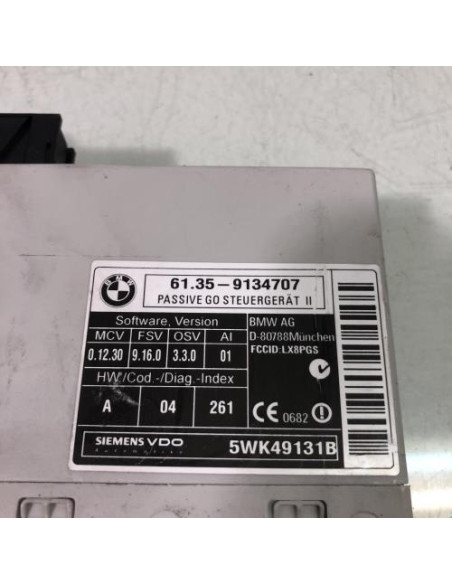 BMW
61.35 - 9134707
PASSIVE GO STEUERGERÄT II
Software, Version
MCV FSV OSV AI
0.12.30 9.16.0 3.3.0 01
HW-/Cod-/Diag.-Index
A 04 261
BMW AG
D-80788München
FCCID:LX8PGS
CE 0682
SIEMENS VDO
Automotive
5WK49131B